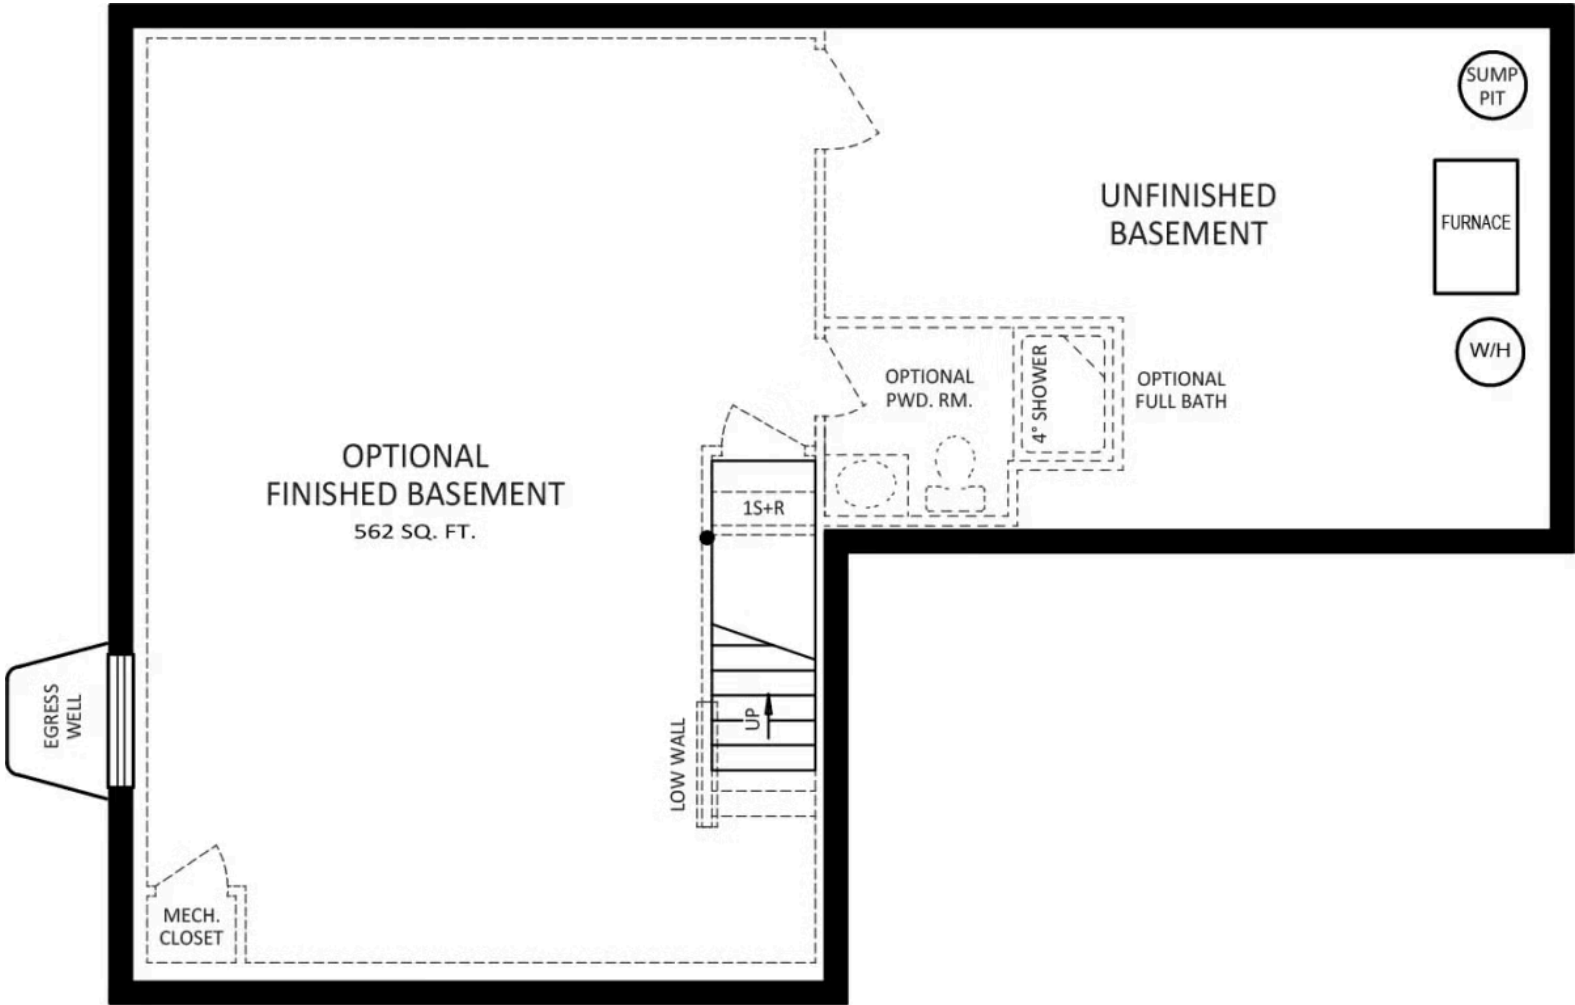 SUMP
PIT
UNFINISHED
BASEMENT
FURNACE
W/H
OPTIONAL
PWD. RM.
4° SHOWER
OPTIONAL
FULL BATH
OPTIONAL
FINISHED BASEMENT
562 SQ. FT.
1S+R
EGRESS
WELL
UP
LOW WALL
MECH.
CLOSET